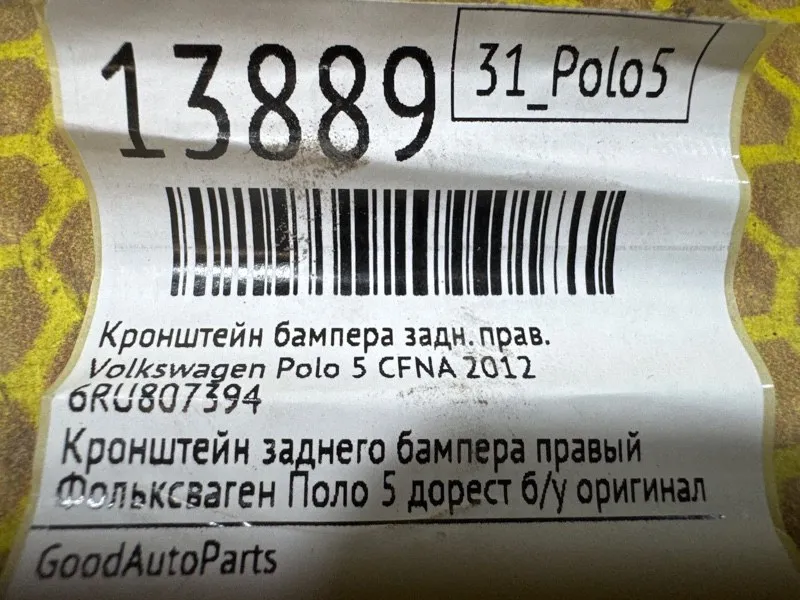 13889
31_Polo5
Кронштейн бампера задн. прав.
Volkswagen Polo 5 CFNA 2012
6RU807394
Кронштейн заднего бампера правый
Фольксваген Поло 5 дорест б/у оригинал
GoodAutoParts